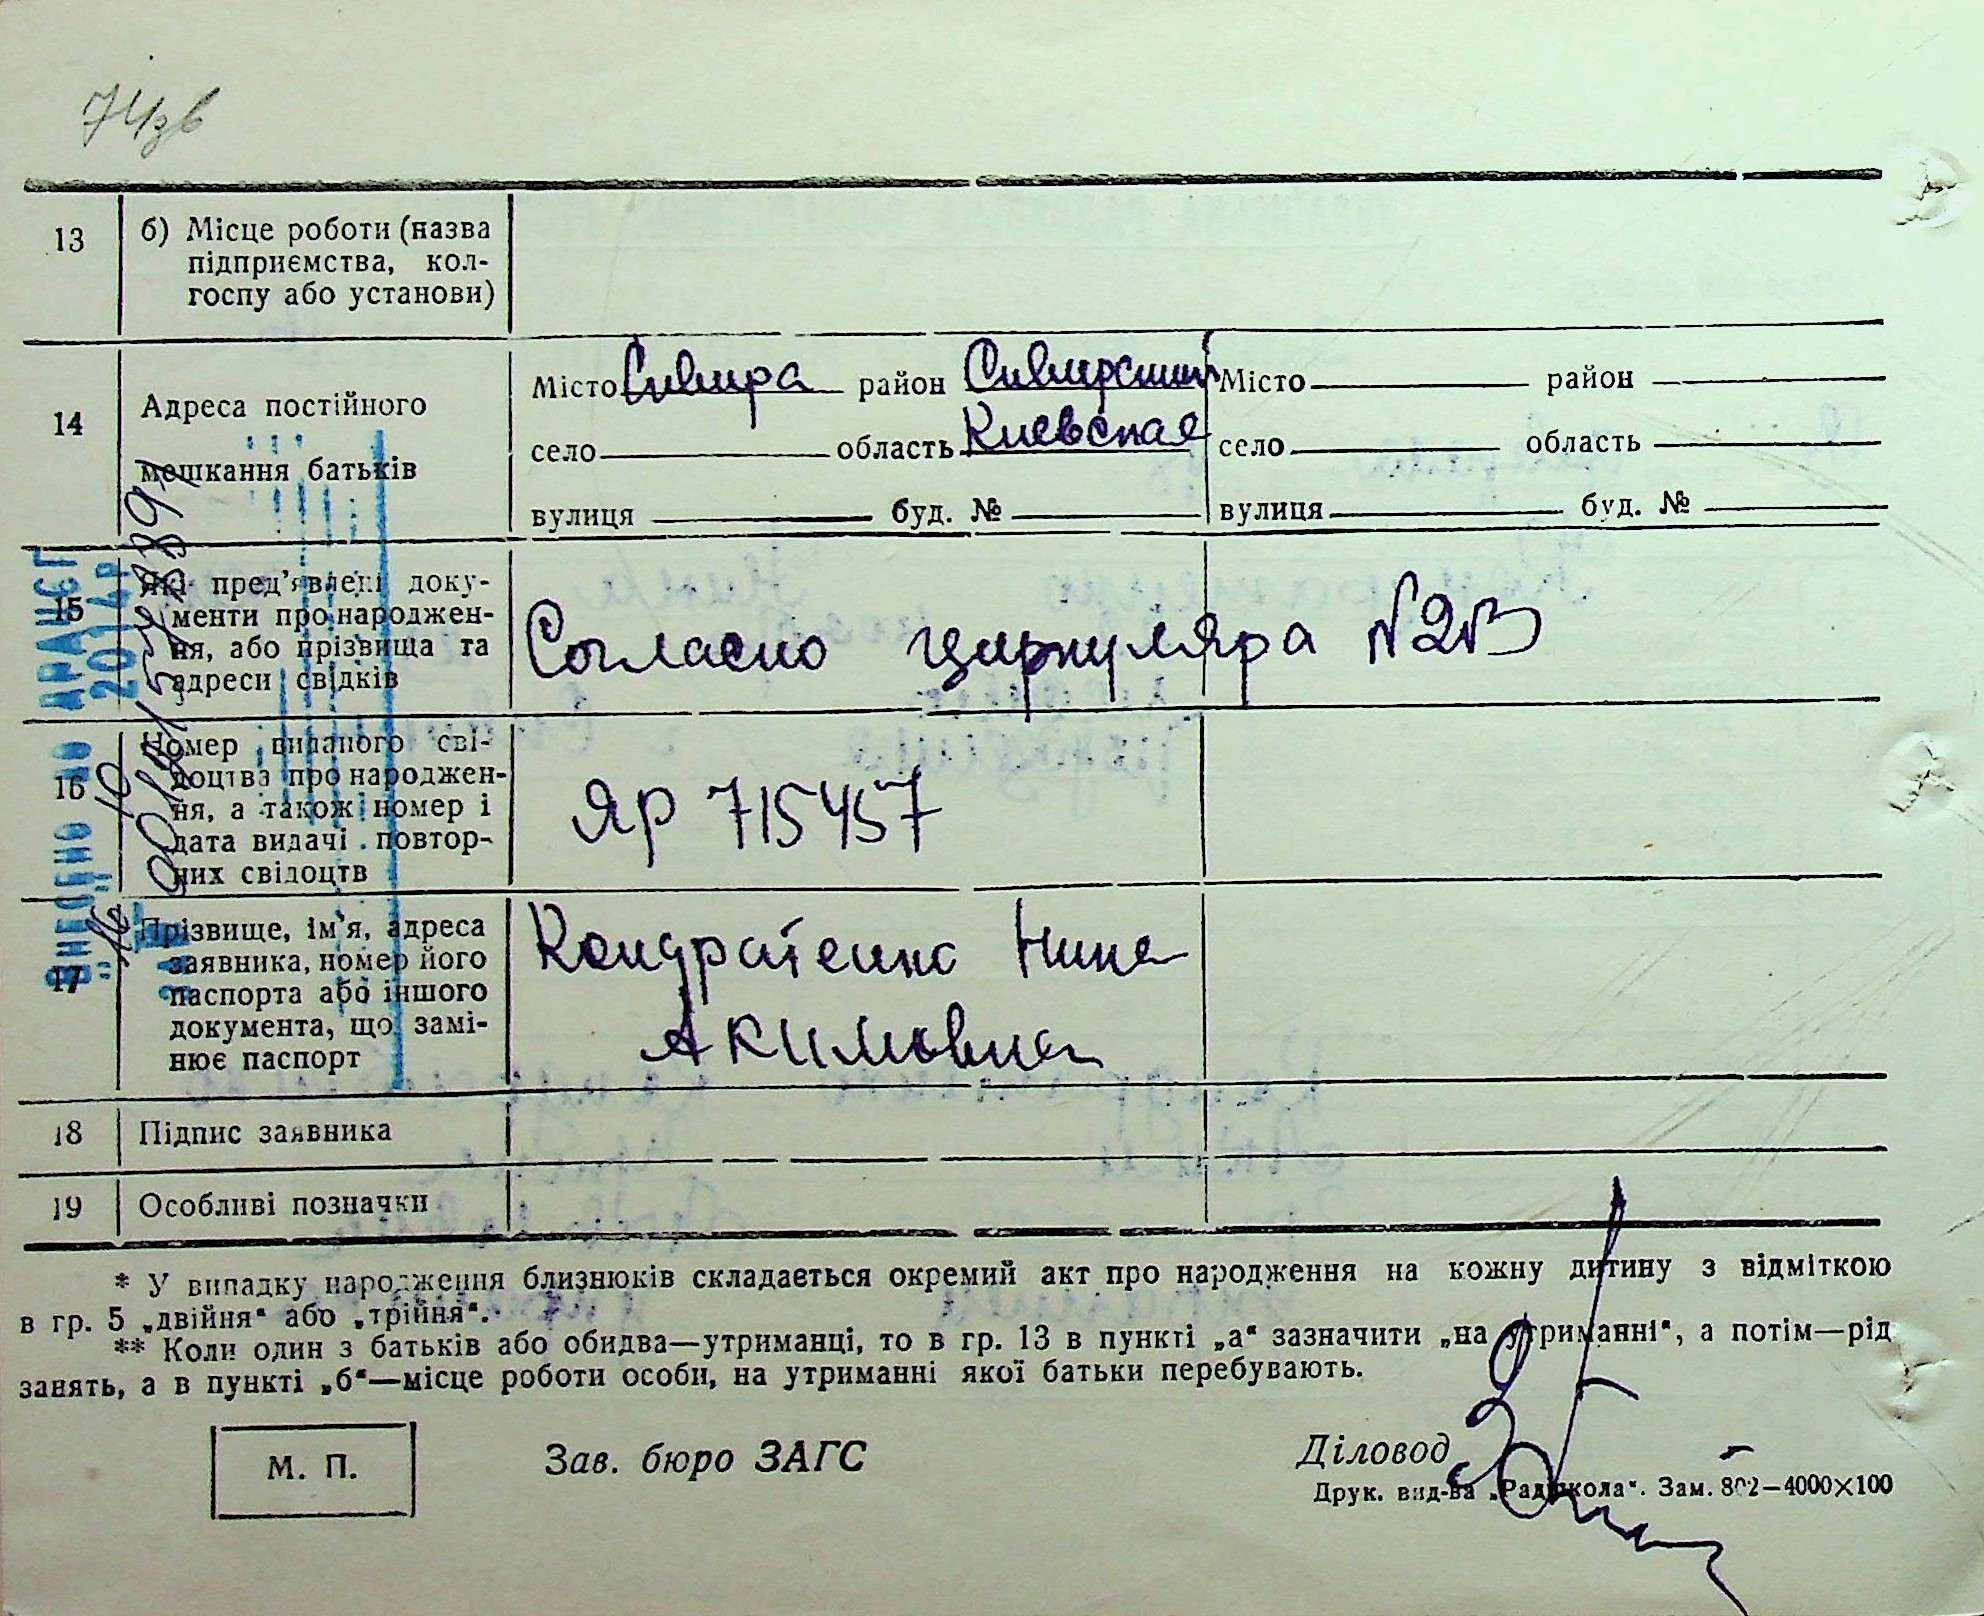 74зв
13 б) Місце роботи (назва
підприємства, кол-
госпу або установи)
14 Адреса постійного
мешкання батьків
Місто Сквира район Сквирский Місто район
село область Киевская село область
вулиця буд. № вулиця буд. №
15 Які пред'явлені доку-
менти про народжен-
ня, або прізвища та
адреси свідків
Согласно циркуляра №2
16 Номер виданого сві-
доцтва про народжен-
ня, а також номер і
дата видачі повтор-
них свідоцтв
ЯР 715457
17 Прізвище, ім'я, адреса
заявника, номер його
паспорта або іншого
документа, що замі-
нює паспорт
Кондратенко Нина
Акимовна
18 Підпис заявника
19 Особливі позначки
ВНЕСЕНО ДО ДРАЦСГ
2014р
* У випадку народження близнюків складається окремий акт про народження на кожну дитину з відміткою
в гр. 5 „двійня“ або „трійня“.
** Коли один з батьків або обидва—утриманці, то в гр. 13 в пункті „а“ зазначити „на утриманні“, а потім—рід
занять, а в пункті „б“—місце роботи особи, на утриманні якої батьки перебувають.
М. П. Зав. бюро ЗАГС Діловод
Друк. вид-ва „Радшкола“. Зам. 802—4000×100